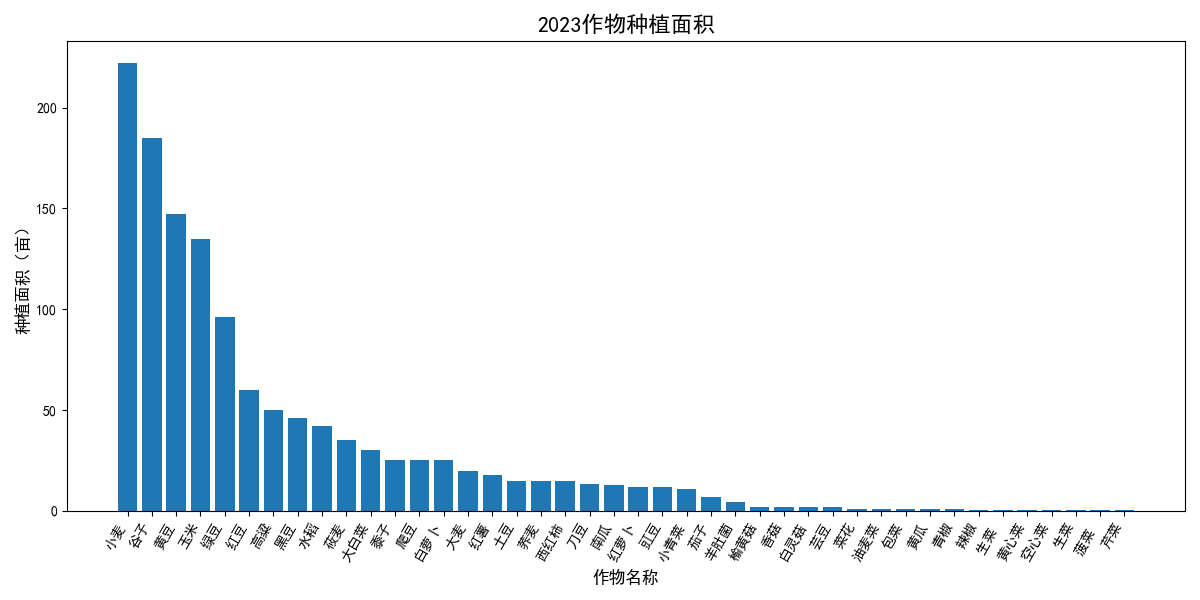 2023作物种植面积
种植面积（亩）
200
150
100
50
0
小麦
谷子
黄豆
玉米
绿豆
红豆
高粱
黑豆
水稻
莜麦
大白菜
黍子
爬豆
白萝卜
大麦
红薯
土豆
荞麦
西红柿
刀豆
南瓜
红萝卜
豇豆
小青菜
茄子
羊肚菌
榆黄菇
香菇
白灵菇
芸豆
菜花
油麦菜
包菜
黄瓜
青椒
辣椒
生菜
黄心菜
空心菜
生菜
菠菜
芹菜
作物名称